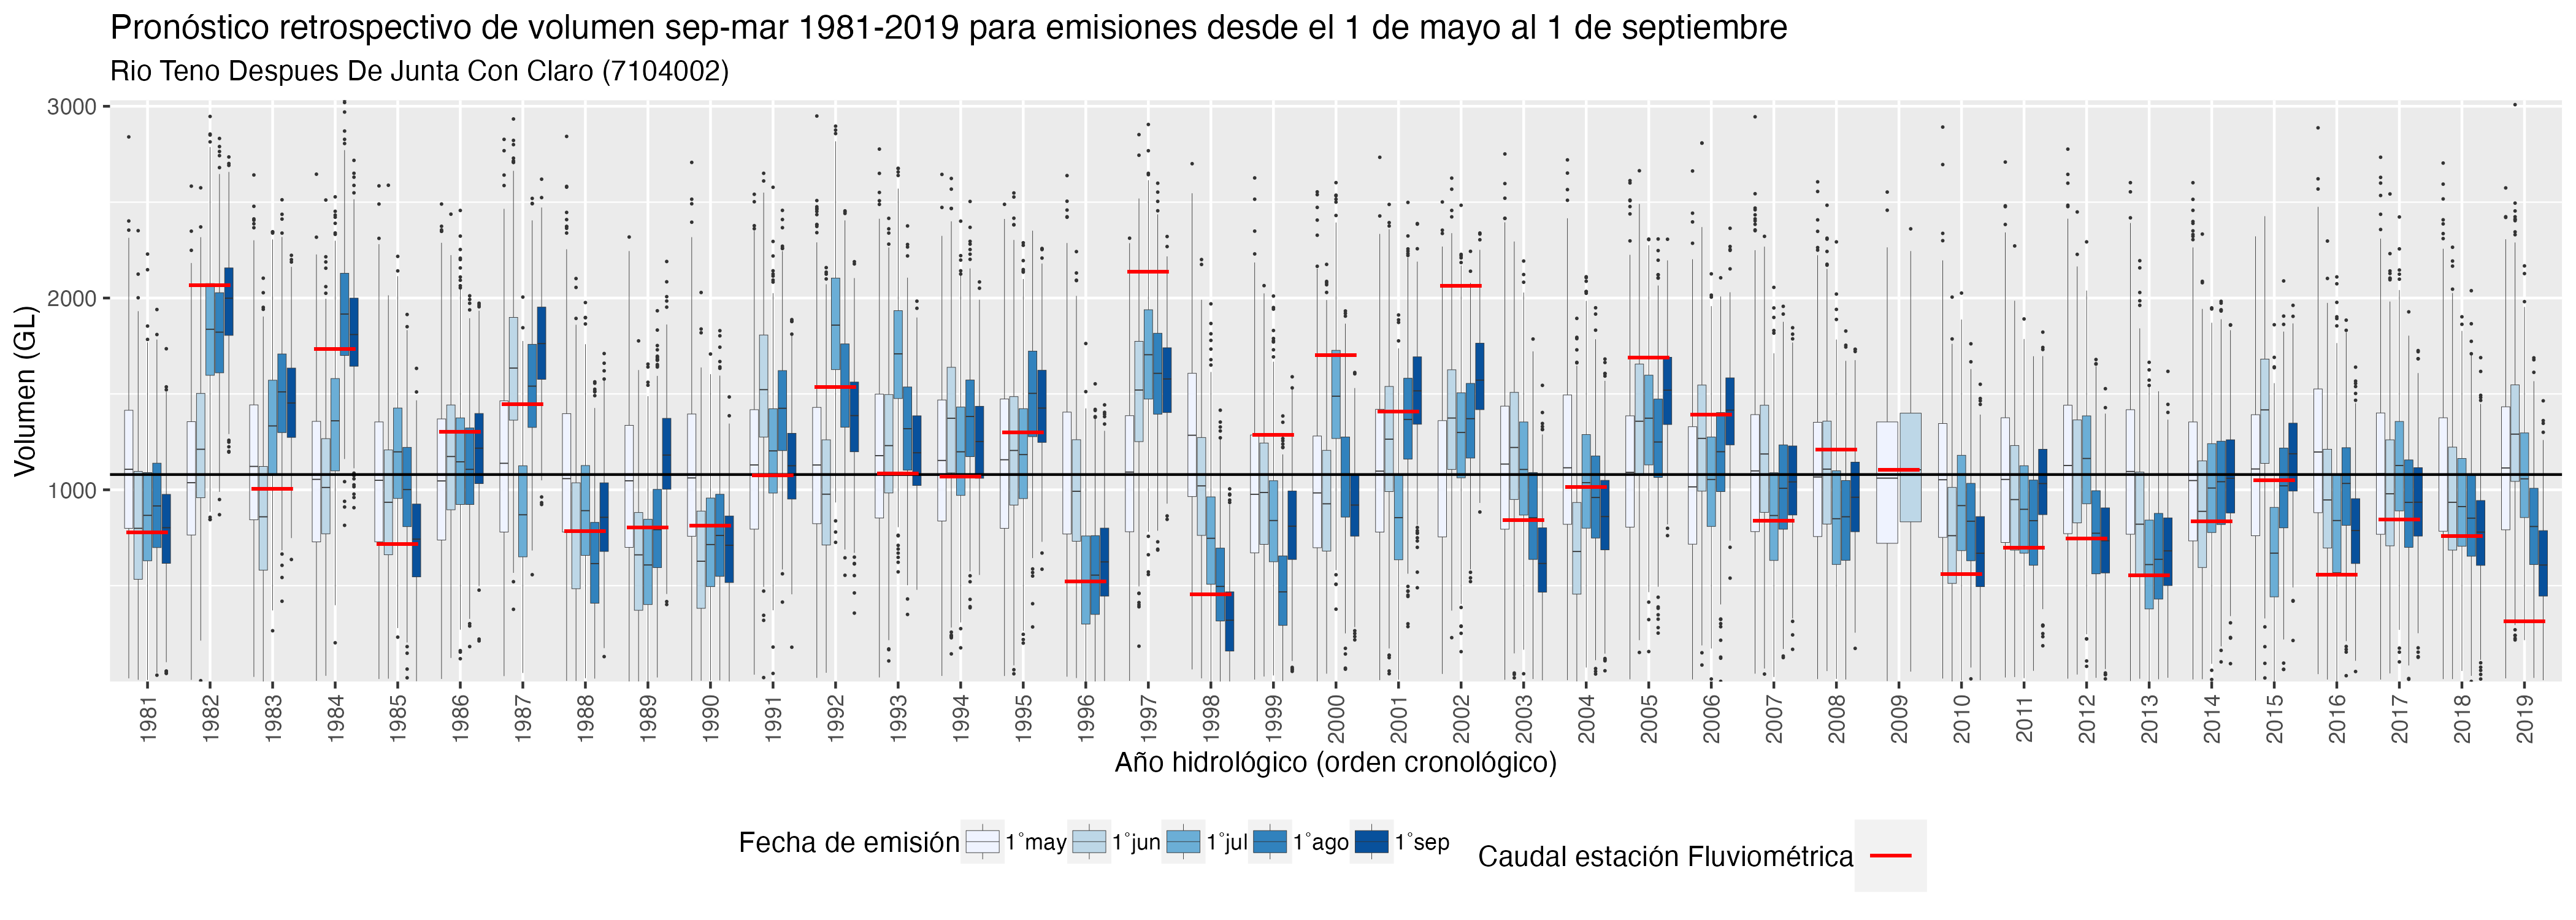 Pronóstico retrospectivo de volumen sep-mar 1981-2019 para emisiones desde el 1 de mayo al 1 de septiembre
Rio Teno Despues De Junta Con Claro (7104002)
Volumen (GL)
3000
2000
1000
1981 1982 1983 1984 1985 1986 1987 1988 1989 1990 1991 1992 1993 1994 1995 1996 1997 1998 1999 2000 2001 2002 2003 2004 2005 2006 2007 2008 2009 2010 2011 2012 2013 2014 2015 2016 2017 2018 2019
Año hidrológico (orden cronológico)
Fecha de emisión 1°may 1°jun 1°jul 1°ago 1°sep Caudal estación Fluviométrica